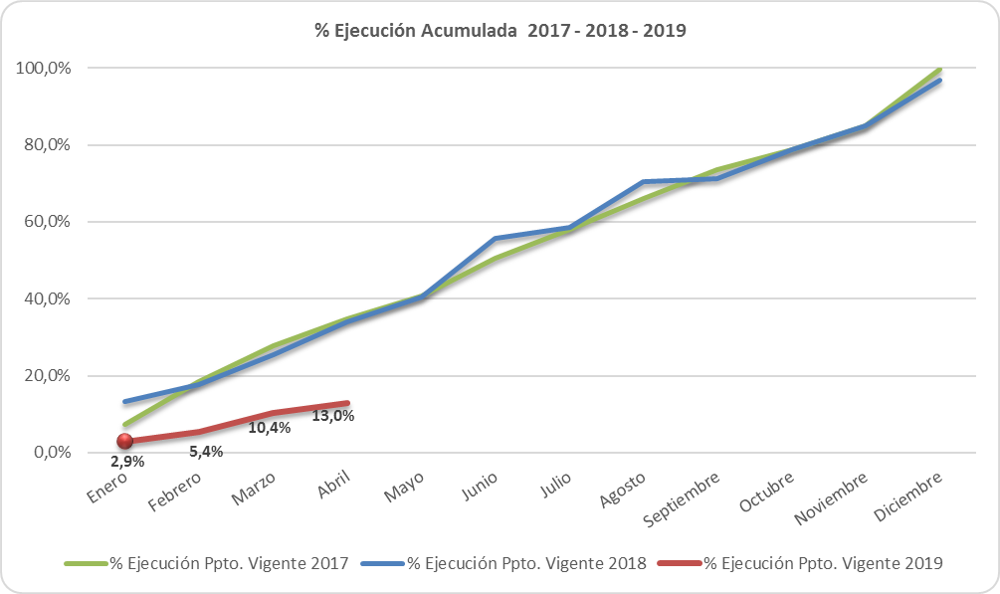 % Ejecución Acumulada 2017 - 2018 - 2019
100,0%
80,0%
60,0%
40,0%
20,0%
0,0%
2,9%
5,4%
10,4%
13,0%
Enero
Febrero
Marzo
Abril
Mayo
Junio
Julio
Agosto
Septiembre
Octubre
Noviembre
Diciembre
% Ejecución Ppto. Vigente 2017
% Ejecución Ppto. Vigente 2018
% Ejecución Ppto. Vigente 2019